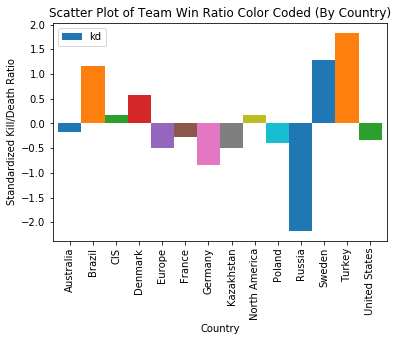 Scatter Plot of Team Win Ratio Color Coded (By Country)
kd
Standardized Kill/Death Ratio
2.0
1.5
1.0
0.5
0.0
−0.5
−1.0
−1.5
−2.0
Australia
Brazil
CIS
Denmark
Europe
France
Germany
Kazakhstan
North America
Poland
Russia
Sweden
Turkey
United States
Country